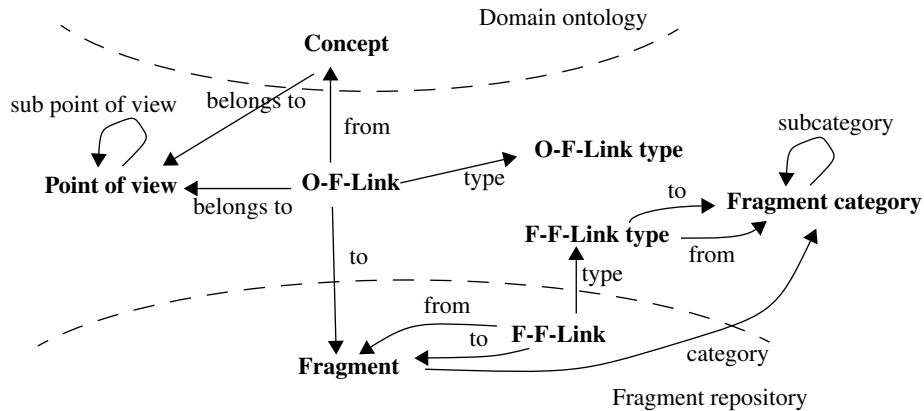 Domain ontology
Concept
sub point of view
belongs to
from
subcategory
O-F-Link type
Point of view
O-F-Link
type
to
Fragment category
belongs to
F-F-Link type
from
to
type
from
F-F-Link
to
category
Fragment
Fragment repository